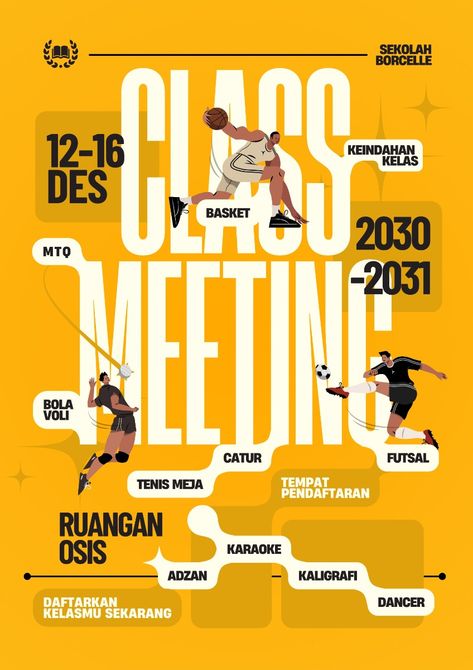 SEKOLAH
BORCELLE
CLASS
12-16
DES
KEINDAHAN
KELAS
BASKET
2030
-2031
MTQ
MEETING
BOLA
VOLI
CATUR
FUTSAL
TENIS MEJA
TEMPAT
PENDAFTARAN
RUANGAN
OSIS
KARAOKE
ADZAN
KALIGRAFI
DANCER
DAFTARKAN
KELASMU SEKARANG